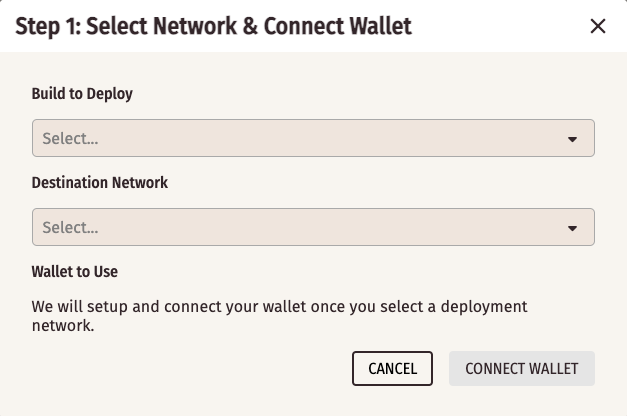 Step 1: Select Network & Connect Wallet
Build to Deploy
Select...
Destination Network
Select...
Wallet to Use
We will setup and connect your wallet once you select a deployment
network.
CANCEL
CONNECT WALLET